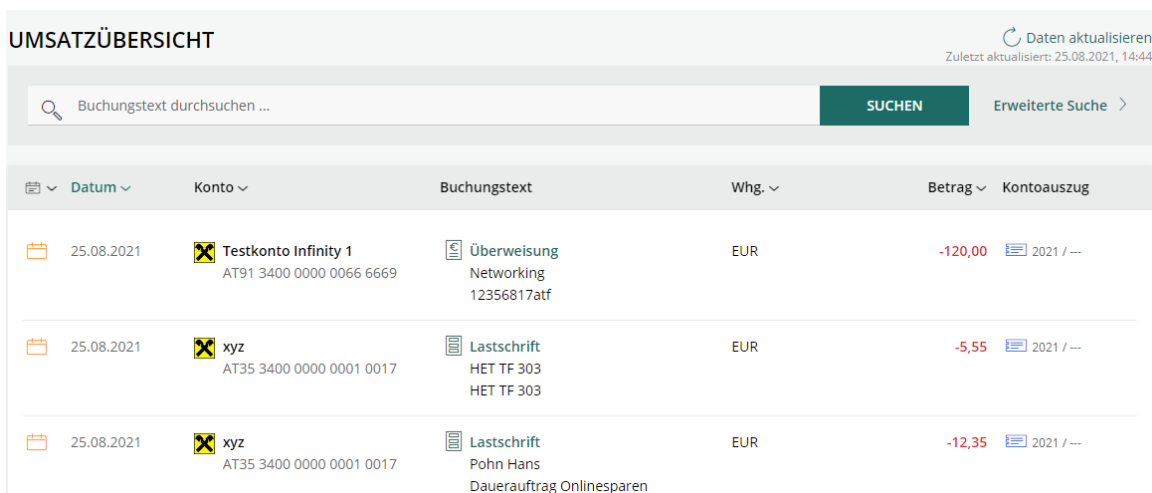 UMSATZÜBERSICHT
Daten aktualisieren
Zuletzt aktualisiert: 25.08.2021, 14:44
Buchungstext durchsuchen ...
SUCHEN
Erweiterte Suche
Datum Konto Buchungstext Whg. Betrag Kontoauszug
25.08.2021 Testkonto Infinity 1 Überweisung EUR -120,00 2021 / ---
AT91 3400 0000 0066 6669 Networking
12356817atf
25.08.2021 xyz Lastschrift EUR -5,55 2021 / ---
AT35 3400 0000 0001 0017 HET TF 303
HET TF 303
25.08.2021 xyz Lastschrift EUR -12,35 2021 / ---
AT35 3400 0000 0001 0017 Pohn Hans
Dauerauftrag Onlinesparen